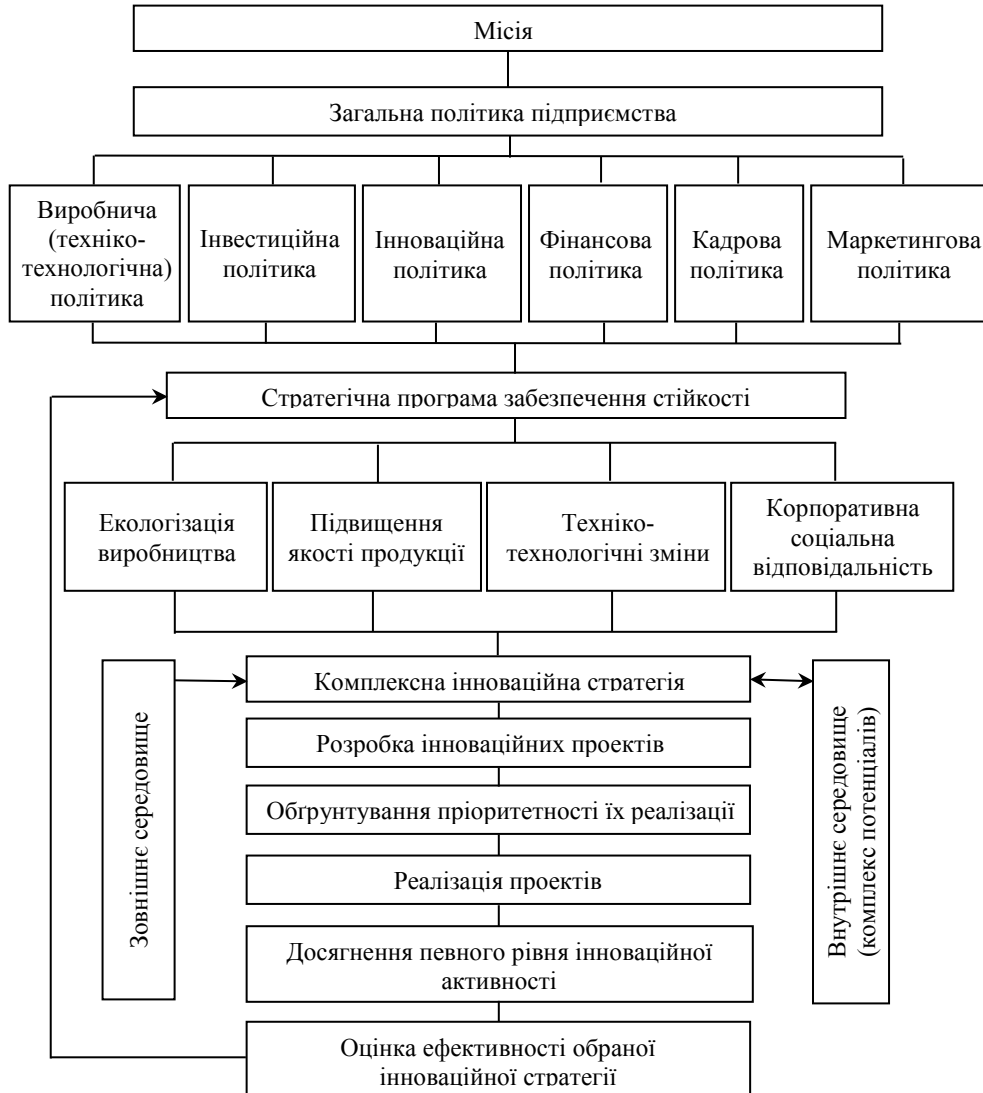 Місія
Загальна політика підприємства
Виробнича
(техніко-
технологічна)
політика
Інвестиційна
політика
Інноваційна
політика
Фінансова
політика
Кадрова
політика
Маркетингова
політика
Стратегічна програма забезпечення стійкості
Екологізація
виробництва
Підвищення
якості продукції
Техніко-
технологічні зміни
Корпоративна
соціальна
відповідальність
Зовнішнє середовище
Комплексна інноваційна стратегія
Розробка інноваційних проектів
Обґрунтування пріоритетності їх реалізації
Реалізація проектів
Досягнення певного рівня інноваційної
активності
Оцінка ефективності обраної
інноваційної стратегії
Внутрішнє середовище
(комплекс потенціалів)